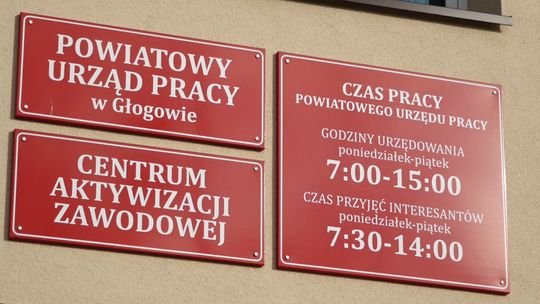 POWIATOWY
URZĄD PRACY
w Głogowie
CENTRUM
AKTYWIZACJI
ZAWODOWEJ
CZAS PRACY
POWIATOWEGO URZĘDU PRACY
GODZINY URZĘDOWANIA
poniedziałek-piątek
7:00-15:00
CZAS PRZYJĘĆ INTERESANTÓW
poniedziałek-piątek
7:30-14:00